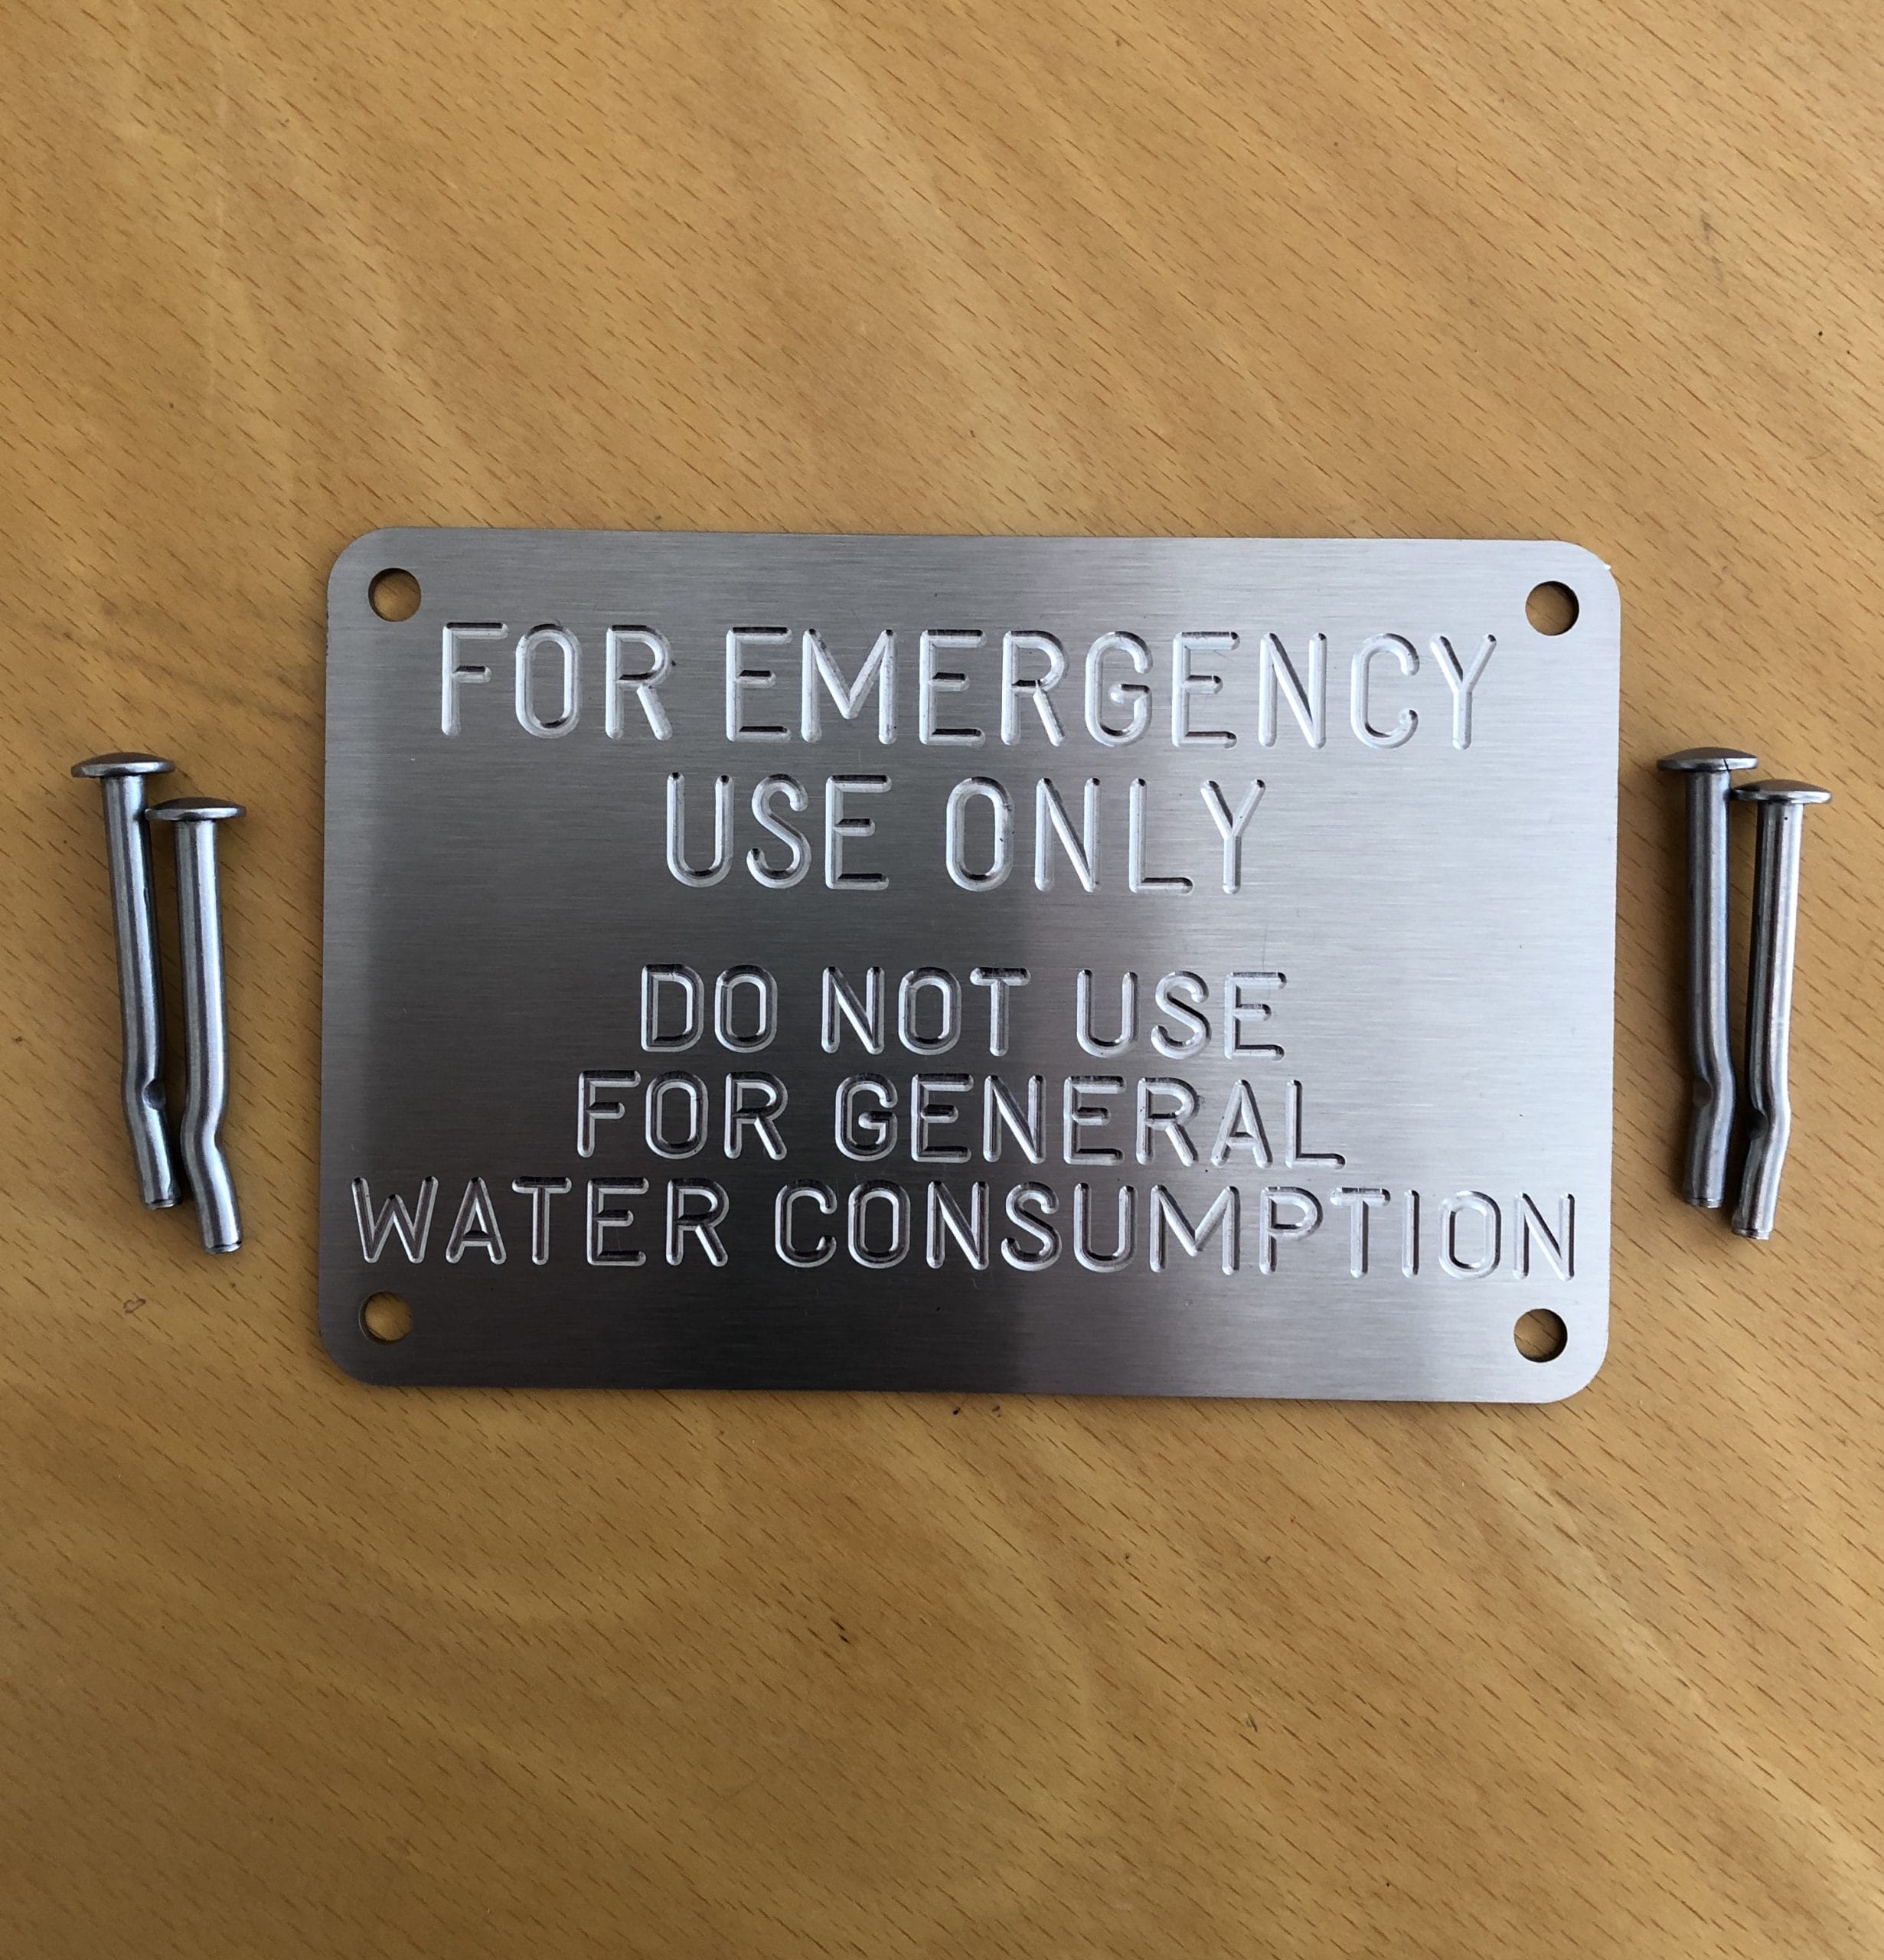 FOR EMERGENCY
USE ONLY
DO NOT USE
FOR GENERAL
WATER CONSUMPTION